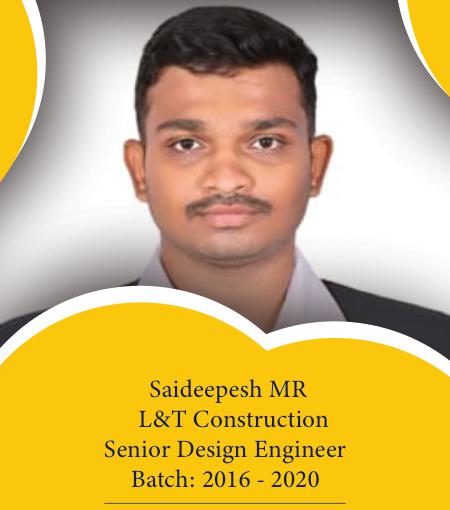 Saideepesh MR
L&T Construction
Senior Design Engineer
Batch: 2016 - 2020